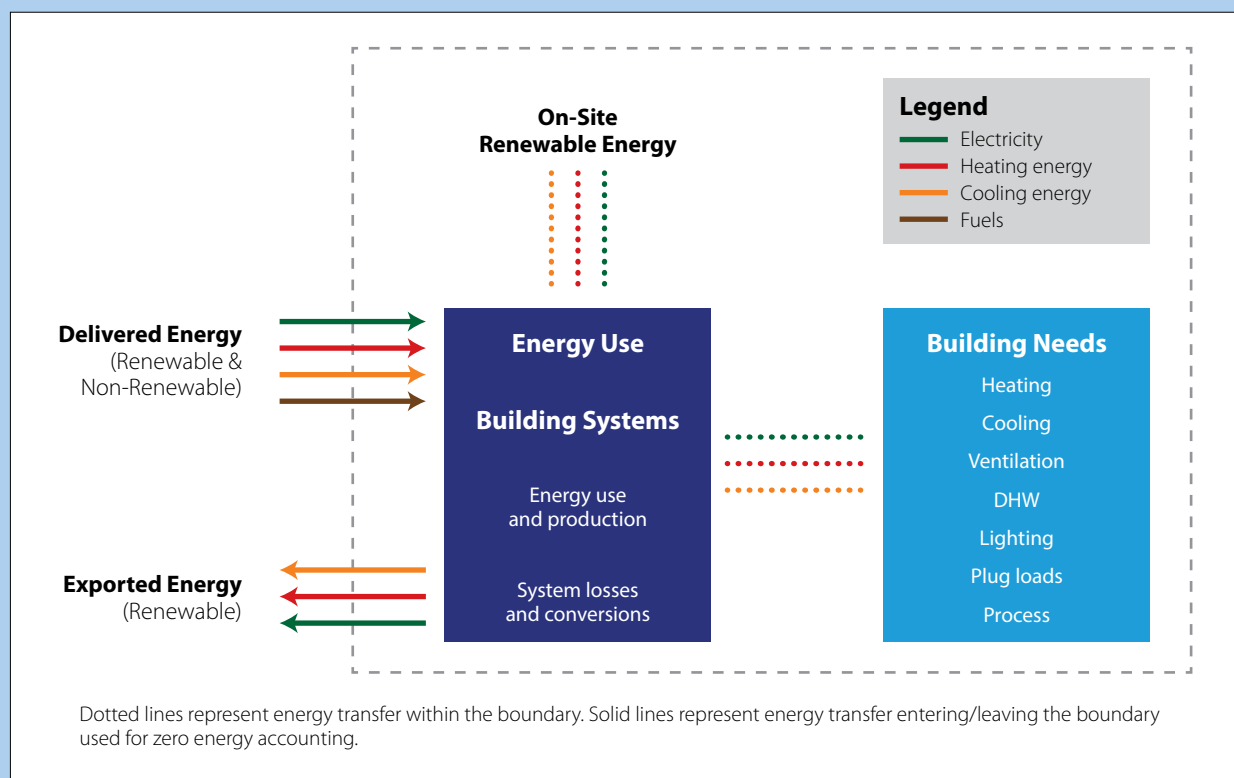 On-Site
Renewable Energy
Legend
Electricity
Heating energy
Cooling energy
Fuels
Delivered Energy
(Renewable &
Non-Renewable)
Energy Use
Building Systems
Energy use
and production
System losses
and conversions
Building Needs
Heating
Cooling
Ventilation
DHW
Lighting
Plug loads
Process
Exported Energy
(Renewable)
Dotted lines represent energy transfer within the boundary. Solid lines represent energy transfer entering/leaving the boundary
used for zero energy accounting.